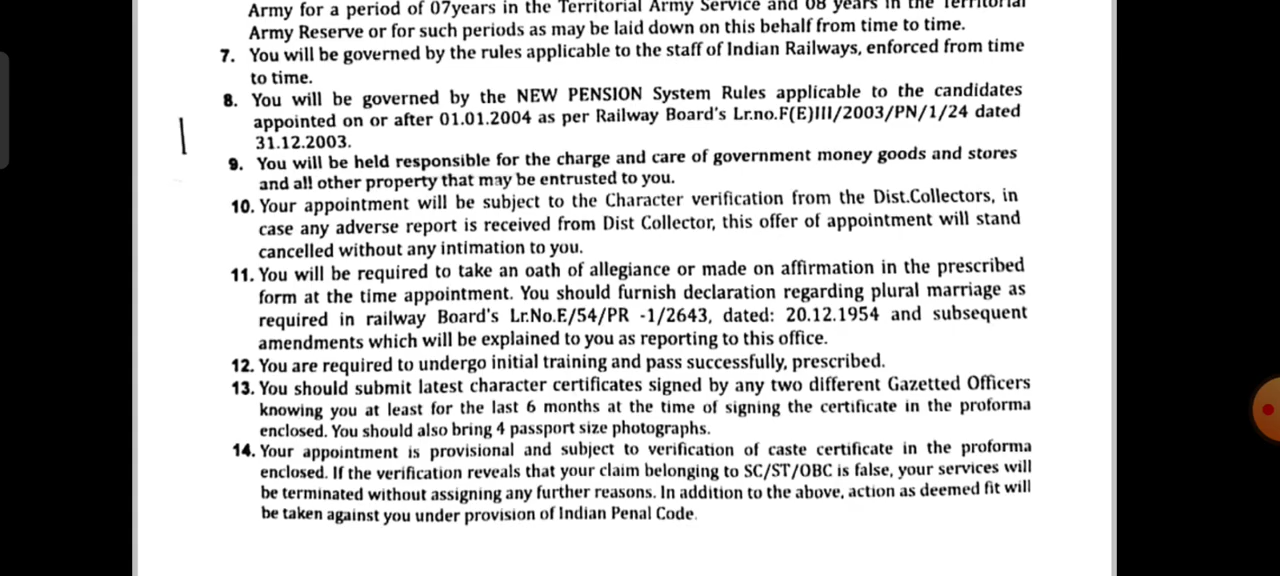 Army for a period of 07years in the Territorial Army Service and 08 years in the Territorial
Army Reserve or for such periods as may be laid down on this behalf from time to time.
7. You will be governed by the rules applicable to the staff of Indian Railways, enforced from time
to time.
8. You will be governed by the NEW PENSION System Rules applicable to the candidates
appointed on or after 01.01.2004 as per Railway Board's Lr.no.F(E)III/2003/PN/1/24 dated
31.12.2003.
9. You will be held responsible for the charge and care of government money goods and stores
and all other property that may be entrusted to you.
10. Your appointment will be subject to the Character verification from the Dist.Collectors, in
case any adverse report is received from Dist Collector, this offer of appointment will stand
cancelled without any intimation to you.
11. You will be required to take an oath of allegiance or made on affirmation in the prescribed
form at the time appointment. You should furnish declaration regarding plural marriage as
required in railway Board's Lr.No.E/54/PR -1/2643, dated: 20.12.1954 and subsequent
amendments which will be explained to you as reporting to this office.
12. You are required to undergo initial training and pass successfully, prescribed.
13. You should submit latest character certificates signed by any two different Gazetted Officers
knowing you at least for the last 6 months at the time of signing the certificate in the proforma
enclosed. You should also bring 4 passport size photographs.
14. Your appointment is provisional and subject to verification of caste certificate in the proforma
enclosed. If the verification reveals that your claim belonging to SC/ST/OBC is false, your services will
be terminated without assigning any further reasons. In addition to the above, action as deemed fit will
be taken against you under provision of Indian Penal Code.